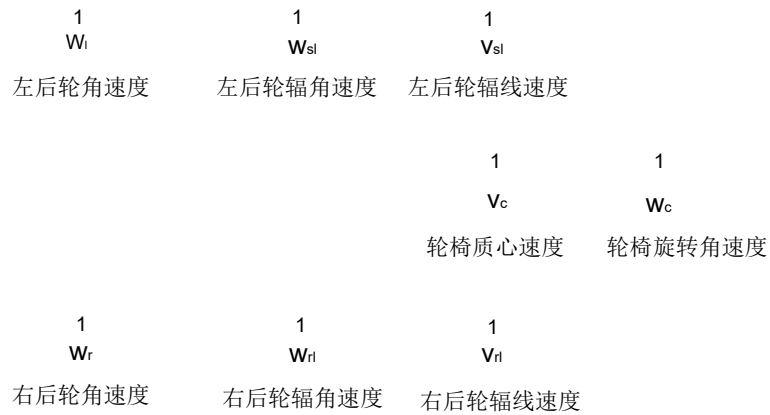 1 1 1
Wl Wsl Vsl
左后轮角速度 左后轮辐角速度 左后轮辐线速度
1 1
Vc Wc
轮椅质心速度 轮椅旋转角速度
1 1 1
Wr Wrl Vrl
右后轮角速度 右后轮辐角速度 右后轮辐线速度